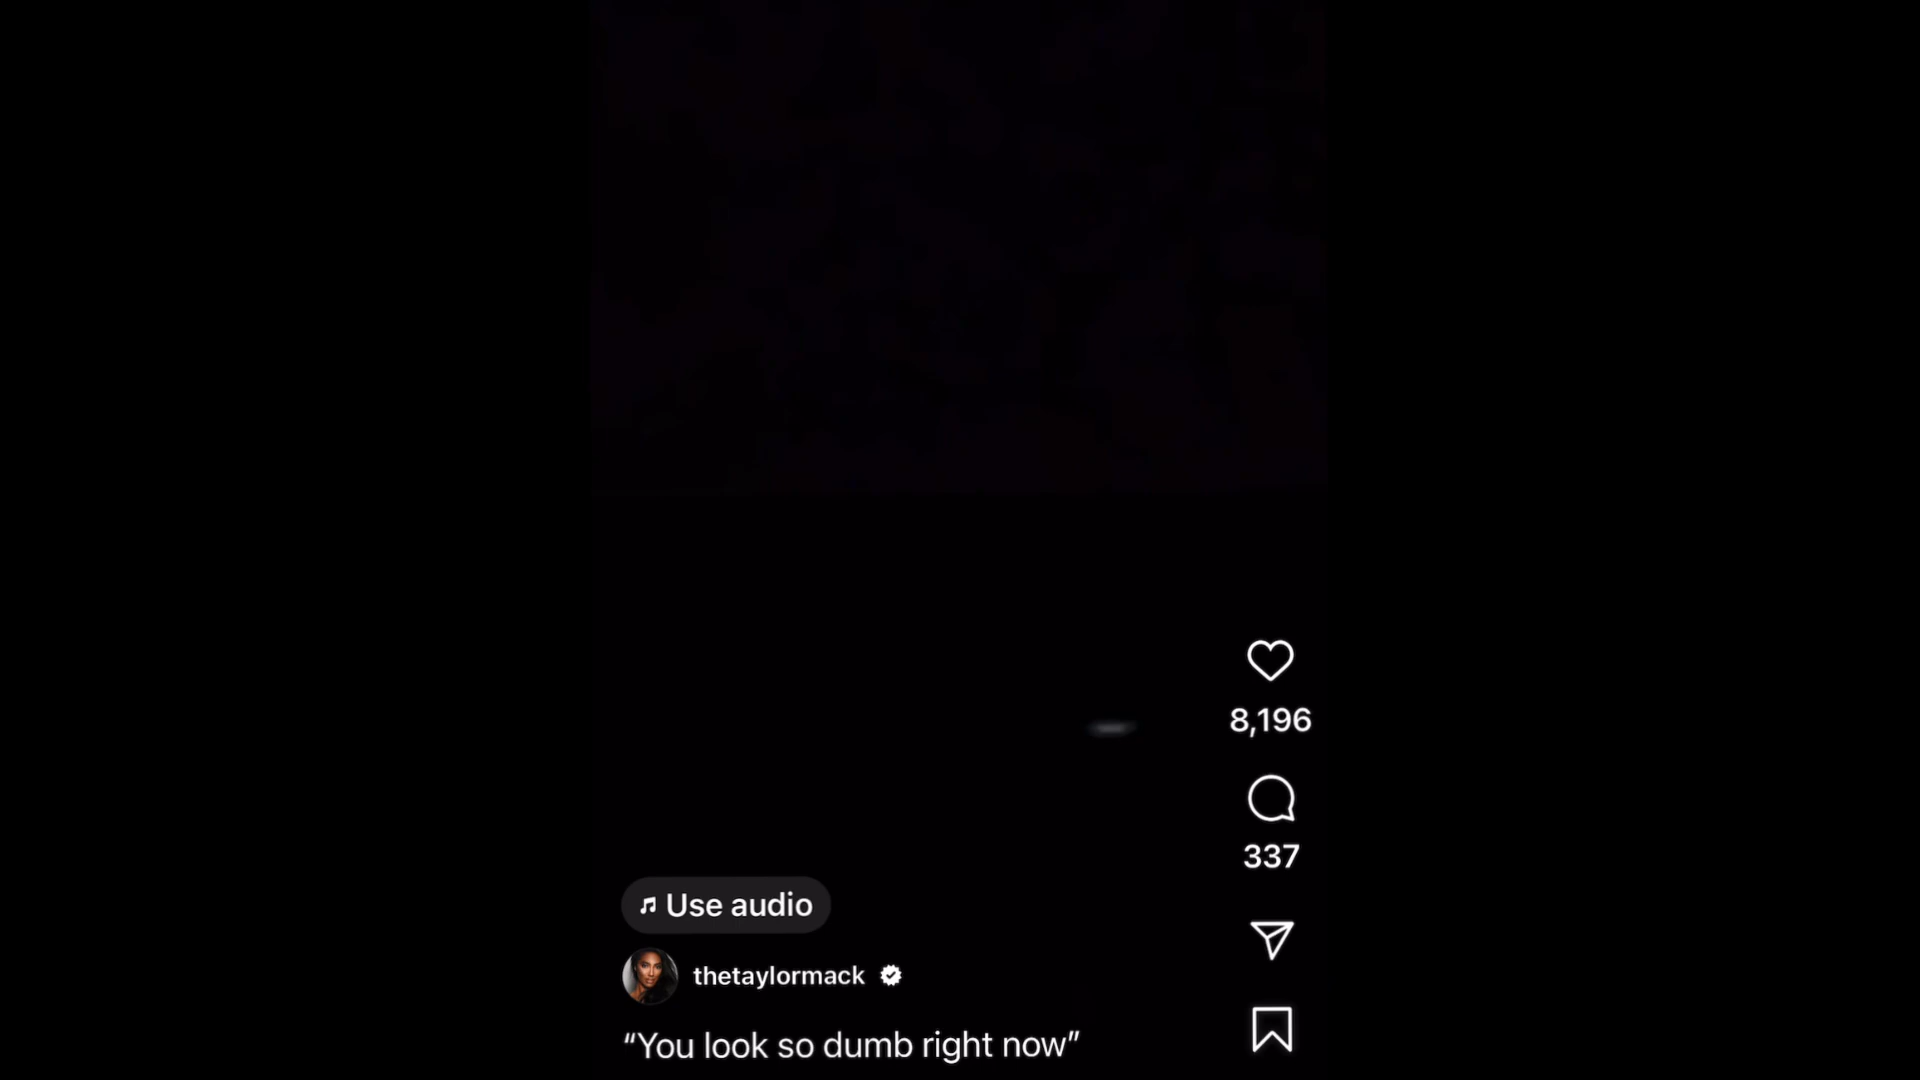 8,196
337
Use audio
thetaylormack
“You look so dumb right now”